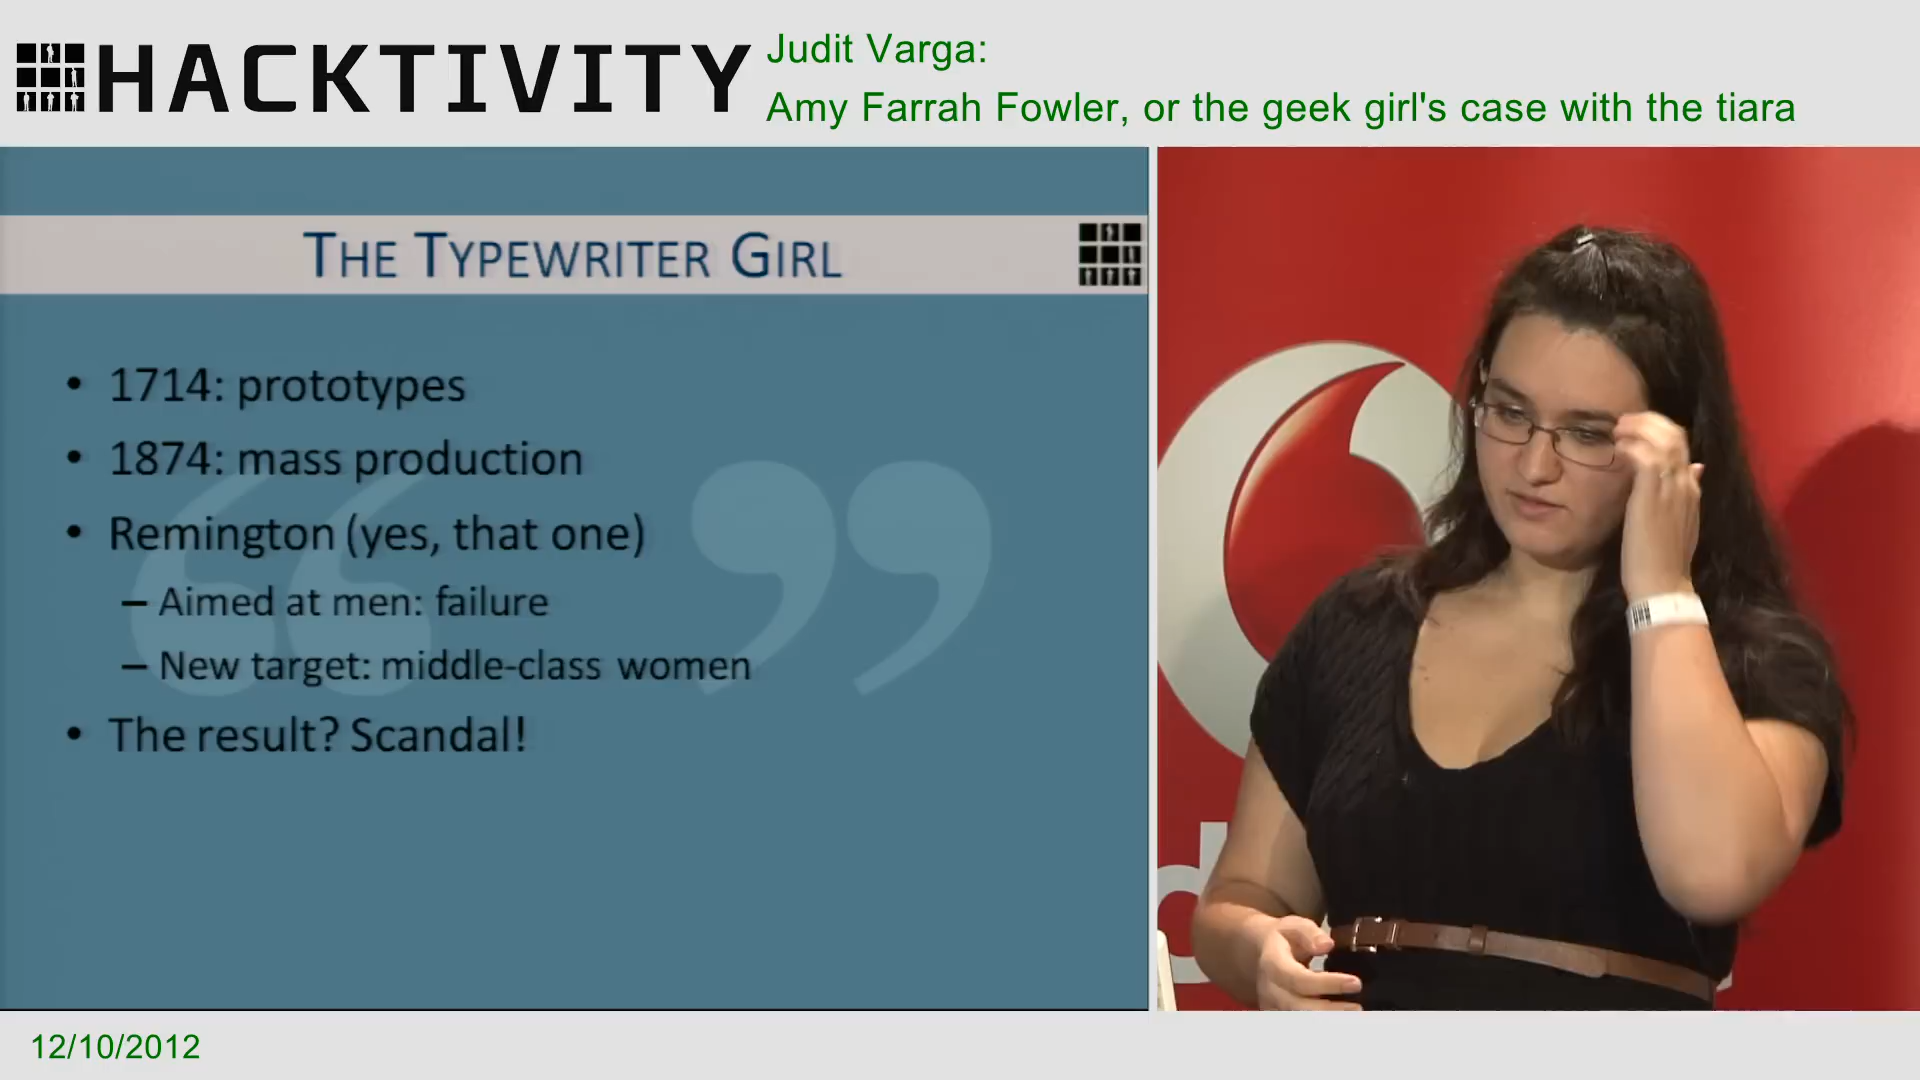 HACKTIVITY
Judit Varga:
Amy Farrah Fowler, or the geek girl's case with the tiara
THE TYPEWRITER GIRL
• 1714: prototypes
• 1874: mass production
• Remington (yes, that one)
– Aimed at men: failure
– New target: middle-class women
• The result? Scandal!
12/10/2012